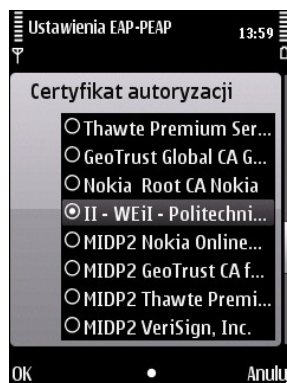 Ustawienia EAP-PEAP
13:59
Certyfikat autoryzacji
Thawte Premium Ser...
GeoTrust Global CA G...
Nokia Root CA Nokia
II - WEiI - Politechni...
MIDP2 Nokia Online...
MIDP2 GeoTrust CA f...
MIDP2 Thawte Premi...
MIDP2 VeriSign, Inc.
OK
Anulu